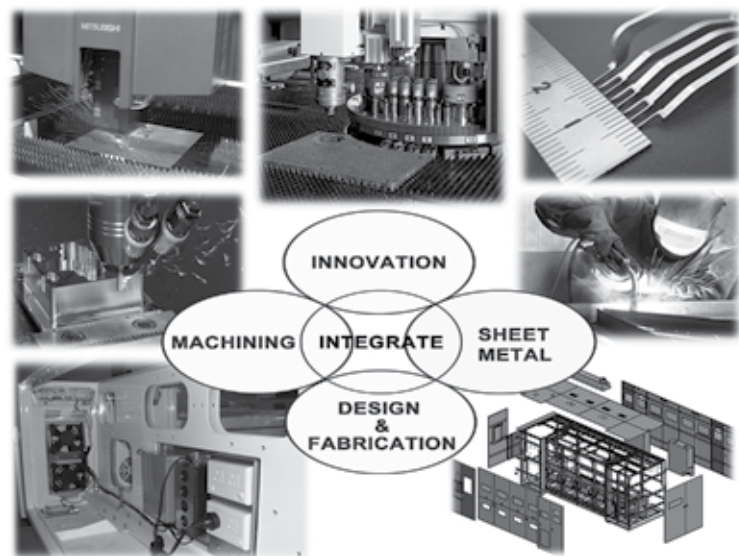 MITSUBISHI
2
INNOVATION
MACHINING
INTEGRATE
SHEET
METAL
DESIGN
&
FABRICATION